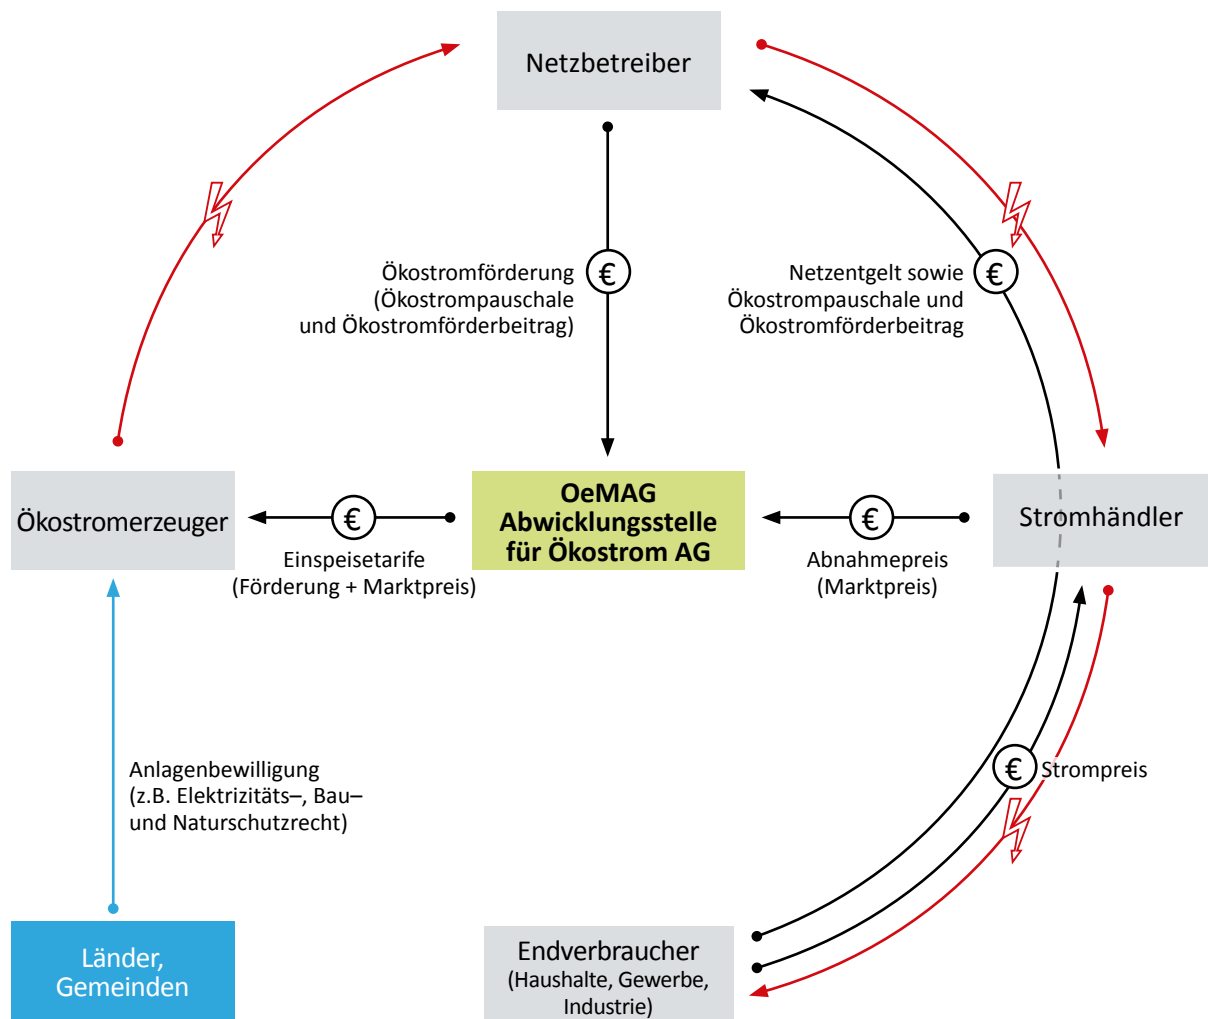 Netzbetreiber
€
Ökostromförderung
(Ökostrompauschale
und Ökostromförderbeitrag)
€
Netzentgelt sowie
Ökostrompauschale und
Ökostromförderbeitrag
Ökostromerzeuger
€
Einspeisetarife
(Förderung + Marktpreis)
OeMAG
Abwicklungsstelle
für Ökostrom AG
€
Abnahmepreis
(Marktpreis)
Stromhändler
Anlagenbewilligung
(z.B. Elektrizitäts–, Bau–
und Naturschutzrecht)
€ Strompreis
Länder,
Gemeinden
Endverbraucher
(Haushalte, Gewerbe,
Industrie)